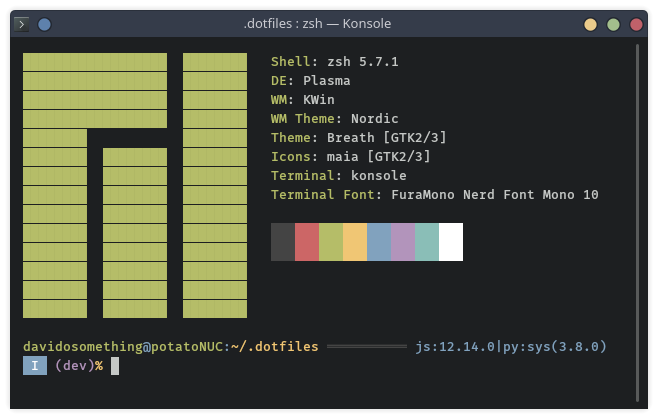 .dotfiles : zsh — Konsole
Shell: zsh 5.7.1
DE: Plasma
WM: KWin
WM Theme: Nordic
Theme: Breath [GTK2/3]
Icons: maia [GTK2/3]
Terminal: konsole
Terminal Font: FuraMono Nerd Font Mono 10
davidosomething@potatoNUC:~/.dotfiles ══════════ js:12.14.0|py:sys(3.8.0)
I (dev)%